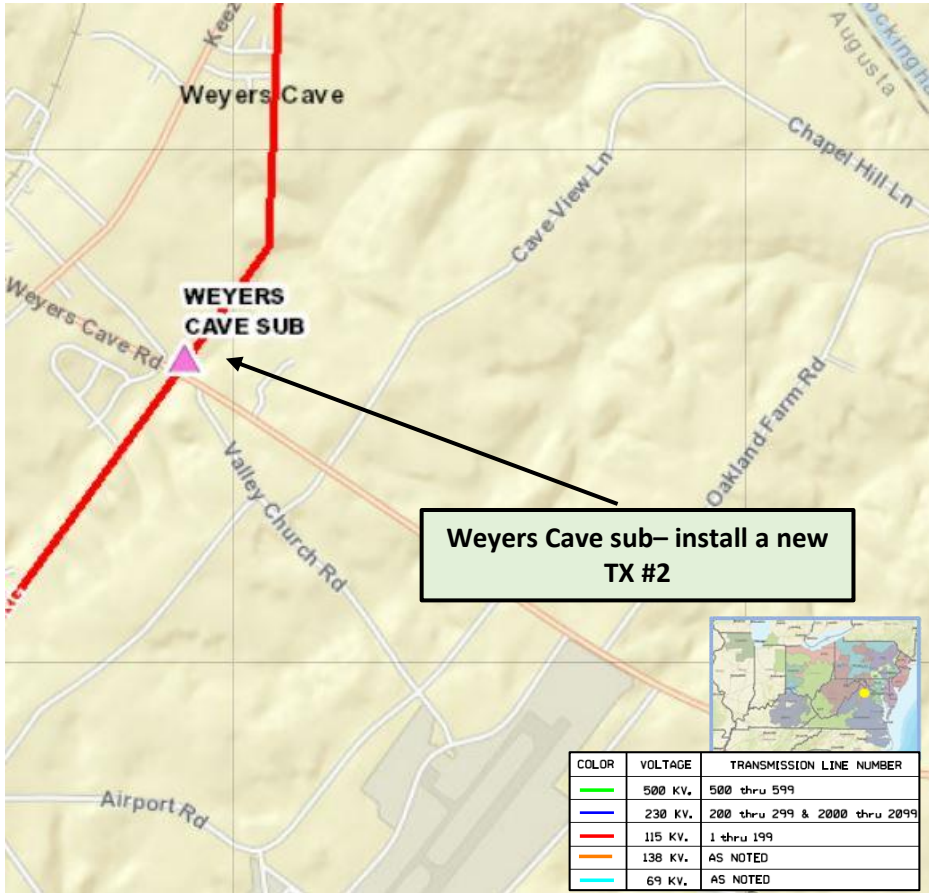 Keez
Weyers Cave
ockingha
Augusta
Chapel Hill Ln
Cave View Ln
WEYERS
CAVE SUB
Weyers Cave Rd
Oakland Farm Rd
Valley Church Rd
Weyers Cave sub– install a new
TX #2
Airport Rd
COLOR VOLTAGE TRANSMISSION LINE NUMBER
500 KV. 500 thru 599
230 KV. 200 thru 299 & 2000 thru 2099
115 KV. 1 thru 199
138 KV. AS NOTED
69 KV. AS NOTED